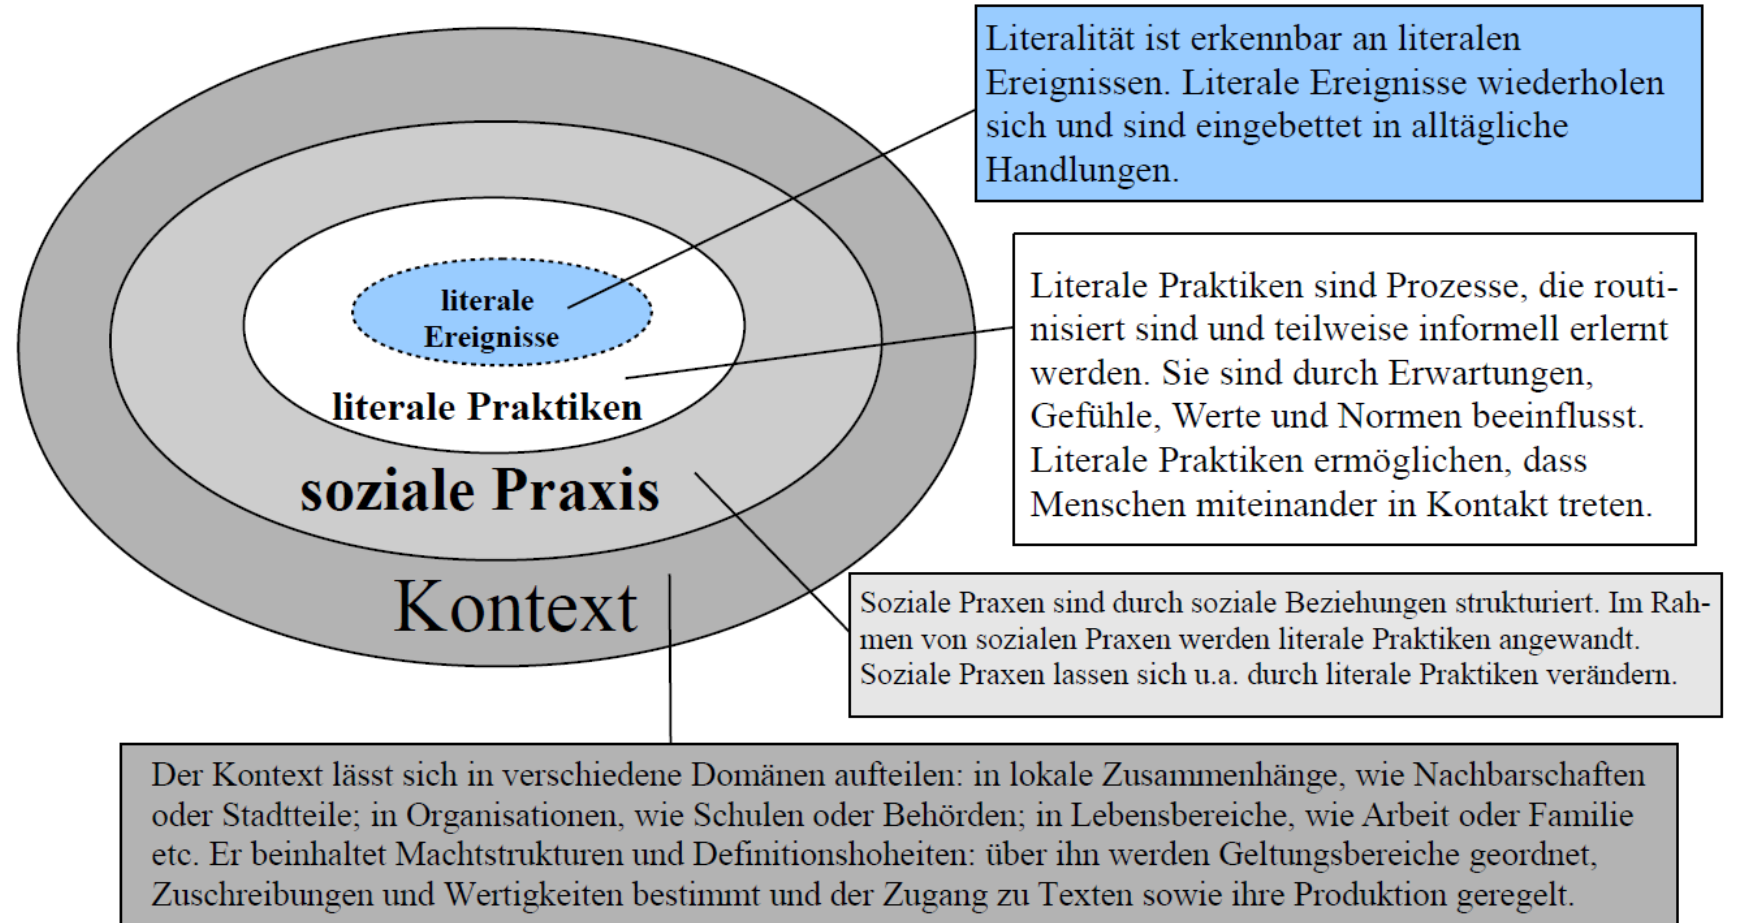 Literalität ist erkennbar an literalen
Ereignissen. Literale Ereignisse wiederholen
sich und sind eingebettet in alltägliche
Handlungen.
literale
Ereignisse
literale Praktiken
soziale Praxis
Kontext
Literale Praktiken sind Prozesse, die routi-
nisiert sind und teilweise informell erlernt
werden. Sie sind durch Erwartungen,
Gefühle, Werte und Normen beeinflusst.
Literale Praktiken ermöglichen, dass
Menschen miteinander in Kontakt treten.
Soziale Praxen sind durch soziale Beziehungen strukturiert. Im Rah-
men von sozialen Praxen werden literale Praktiken angewandt.
Soziale Praxen lassen sich u.a. durch literale Praktiken verändern.
Der Kontext lässt sich in verschiedene Domänen aufteilen: in lokale Zusammenhänge, wie Nachbarschaften
oder Stadtteile; in Organisationen, wie Schulen oder Behörden; in Lebensbereiche, wie Arbeit oder Familie
etc. Er beinhaltet Machtstrukturen und Definitionshoheiten: über ihn werden Geltungsbereiche geordnet,
Zuschreibungen und Wertigkeiten bestimmt und der Zugang zu Texten sowie ihre Produktion geregelt.